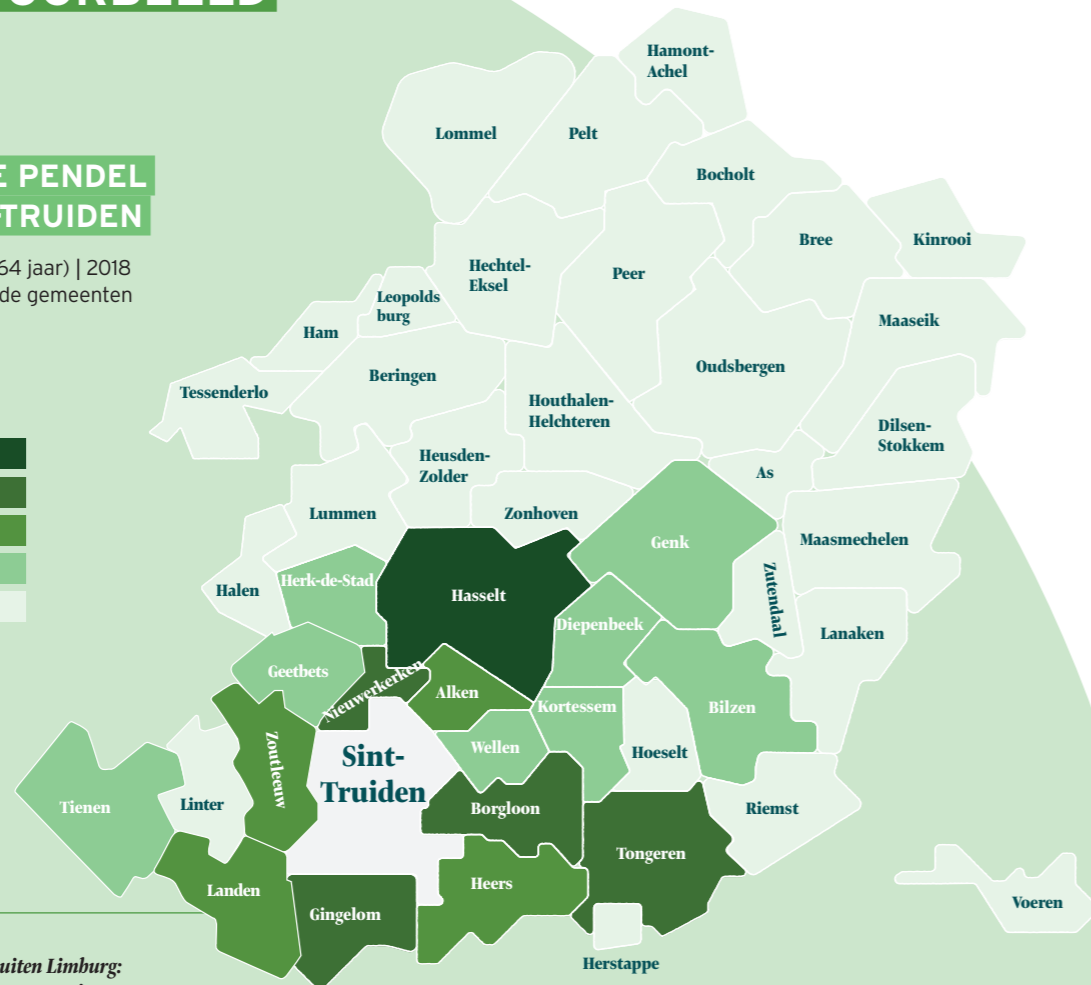 E PENDEL
-TRUIDEN
64 jaar) | 2018
de gemeenten
Hamont-
Achel
Lommel
Pelt
Bocholt
Bree
Kinrooi
Hechtel-
Eksel
Peer
Leopolds
burg
Maaseik
Ham
Oudsbergen
Beringen
Tessenderlo
Houthalen-
Helchteren
Dilsen-
Stokkem
Heusden-
Zolder
As
Lummen
Zonhoven
Genk
Maasmechelen
Herk-de-Stad
Halen
Hasselt
Zutendaal
Diepenbeek
Lanaken
Geetbets
Nieuwerkerken
Alken
Kortessem
Bilzen
Wellen
Hoeselt
Zoutleeuw
Sint-
Truiden
Tienen
Linter
Borgloon
Riemst
Tongeren
Landen
Heers
Gingelom
Voeren
Herstappe
uiten Limburg: